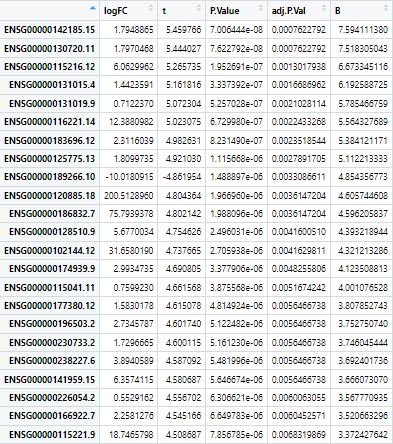 logFC t P.Value adj.P.Val B
ENSG00000142185.15 1.7948865 5.459766 7.006444e-08 0.0007622792 7.594111380
ENSG00000130720.11 1.7970468 5.444027 7.622792e-08 0.0007622792 7.518305043
ENSG00000115216.12 6.0629962 5.265735 1.952691e-07 0.0013017938 6.673345116
ENSG00000131015.4 1.4423591 5.161818 3.337392e-07 0.0016686962 6.192588725
ENSG00000131019.9 0.7122370 5.072304 5.257028e-07 0.0021028114 5.785466759
ENSG00000116221.14 12.3880982 5.023075 6.729980e-07 0.0022433268 5.564327689
ENSG00000183696.12 2.3116039 4.982631 8.231490e-07 0.0023518544 5.384121171
ENSG00000125775.13 1.8099735 4.921030 1.115668e-06 0.0027891705 5.112213333
ENSG00000189266.10 -10.0180915 -4.861954 1.488897e-06 0.0033086611 4.854356773
ENSG00000120885.18 200.5128960 4.804364 1.966960e-06 0.0036147204 4.605744608
ENSG00000186832.7 75.7939378 4.802142 1.988096e-06 0.0036147204 4.596205837
ENSG00000128510.9 5.6770034 4.754626 2.496031e-06 0.0041600510 4.393218944
ENSG00000102144.12 31.6580190 4.737665 2.705938e-06 0.0041629811 4.321213286
ENSG00000174939.9 2.9934755 4.690805 3.377906e-06 0.0048255806 4.123508813
ENSG00000115041.11 0.7599230 4.661568 3.875568e-06 0.0051674242 4.001076528
ENSG00000177380.12 1.5830178 4.615078 4.814924e-06 0.0056466738 3.807852743
ENSG00000196503.2 2.7345787 4.601740 5.122482e-06 0.0056466738 3.752750740
ENSG00000230733.2 1.7296665 4.600115 5.161230e-06 0.0056466738 3.746045444
ENSG00000238227.6 3.8940589 4.587092 5.481996e-06 0.0056466738 3.692401736
ENSG00000141959.15 6.3574115 4.580687 5.646674e-06 0.0056466738 3.666073070
ENSG00000226054.2 0.5529162 4.556702 6.306621e-06 0.0060063055 3.567770935
ENSG00000166922.7 2.2581276 4.545166 6.649783e-06 0.0060452571 3.520663296
ENSG00000115221.9 18.7465798 4.508687 7.856785e-06 0.0068319869 3.372427642